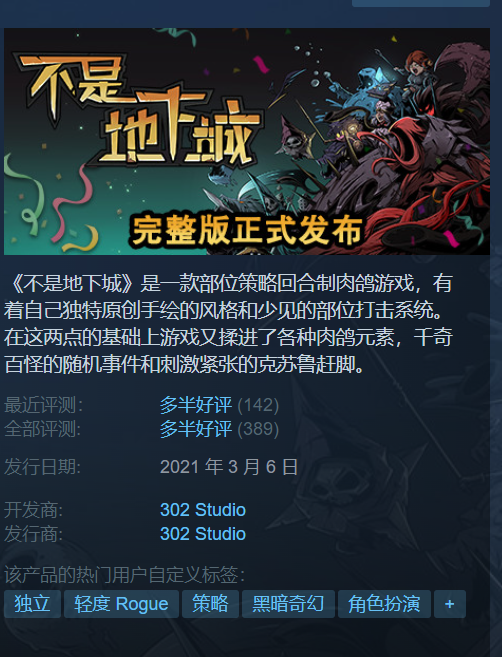 不是
地下城
完整版正式发布
《不是地下城》是一款部位策略回合制肉鸽游戏，有
着自己独特原创手绘的风格和少见的部位打击系统。
在这两点的基础上游戏又揉进了各种肉鸽元素，千奇
百怪的随机事件和刺激紧张的克苏鲁赶脚。
最近评测： 多半好评 (142)
全部评测： 多半好评 (389)
发行日期： 2021 年 3 月 6 日
开发商： 302 Studio
发行商： 302 Studio
该产品的热门用户自定义标签：
独立 轻度 Rogue 策略 黑暗奇幻 角色扮演 +